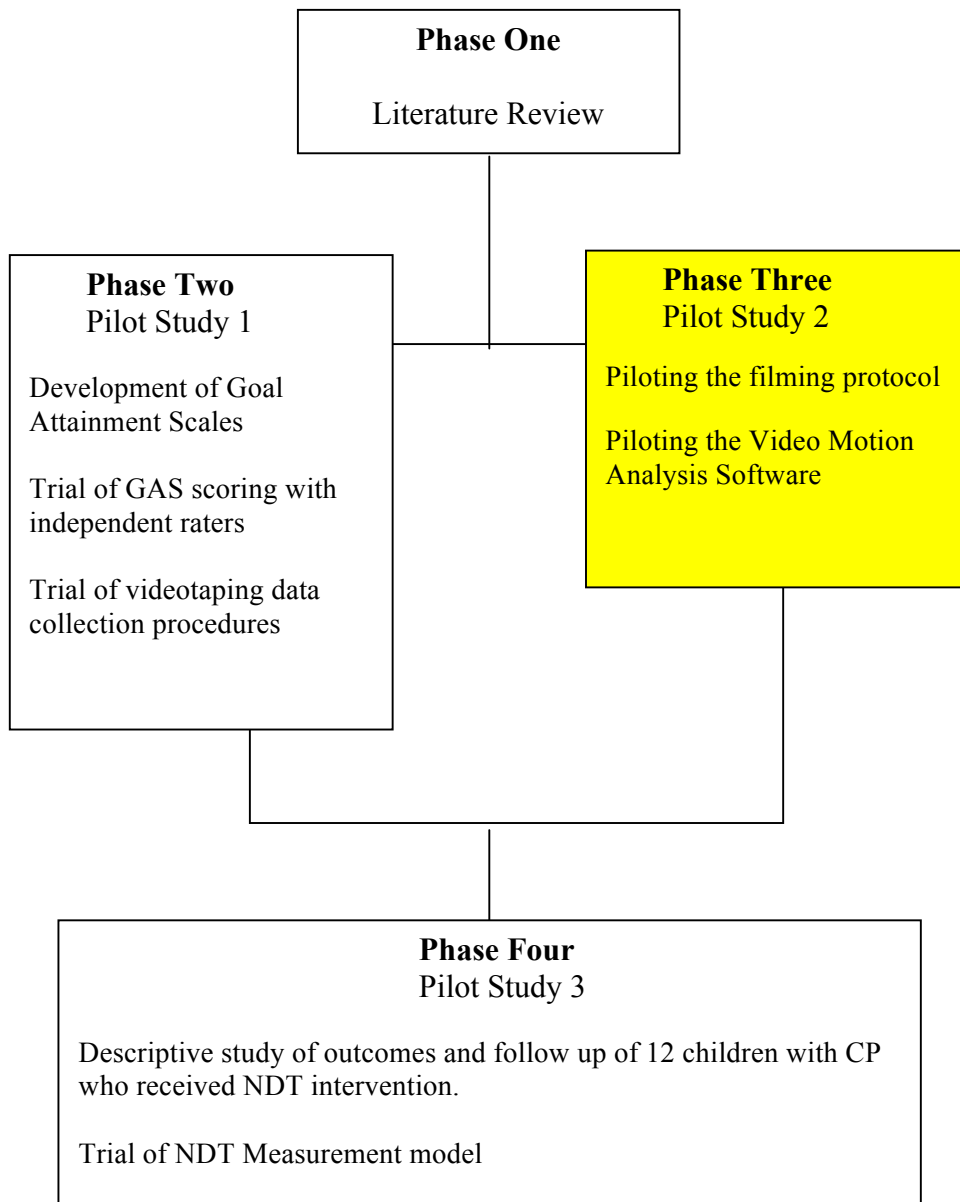 Phase One
Literature Review
Phase Two
Pilot Study 1
Development of Goal
Attainment Scales
Trial of GAS scoring with
independent raters
Trial of videotaping data
collection procedures
Phase Three
Pilot Study 2
Piloting the filming protocol
Piloting the Video Motion
Analysis Software
Phase Four
Pilot Study 3
Descriptive study of outcomes and follow up of 12 children with CP
who received NDT intervention.
Trial of NDT Measurement model